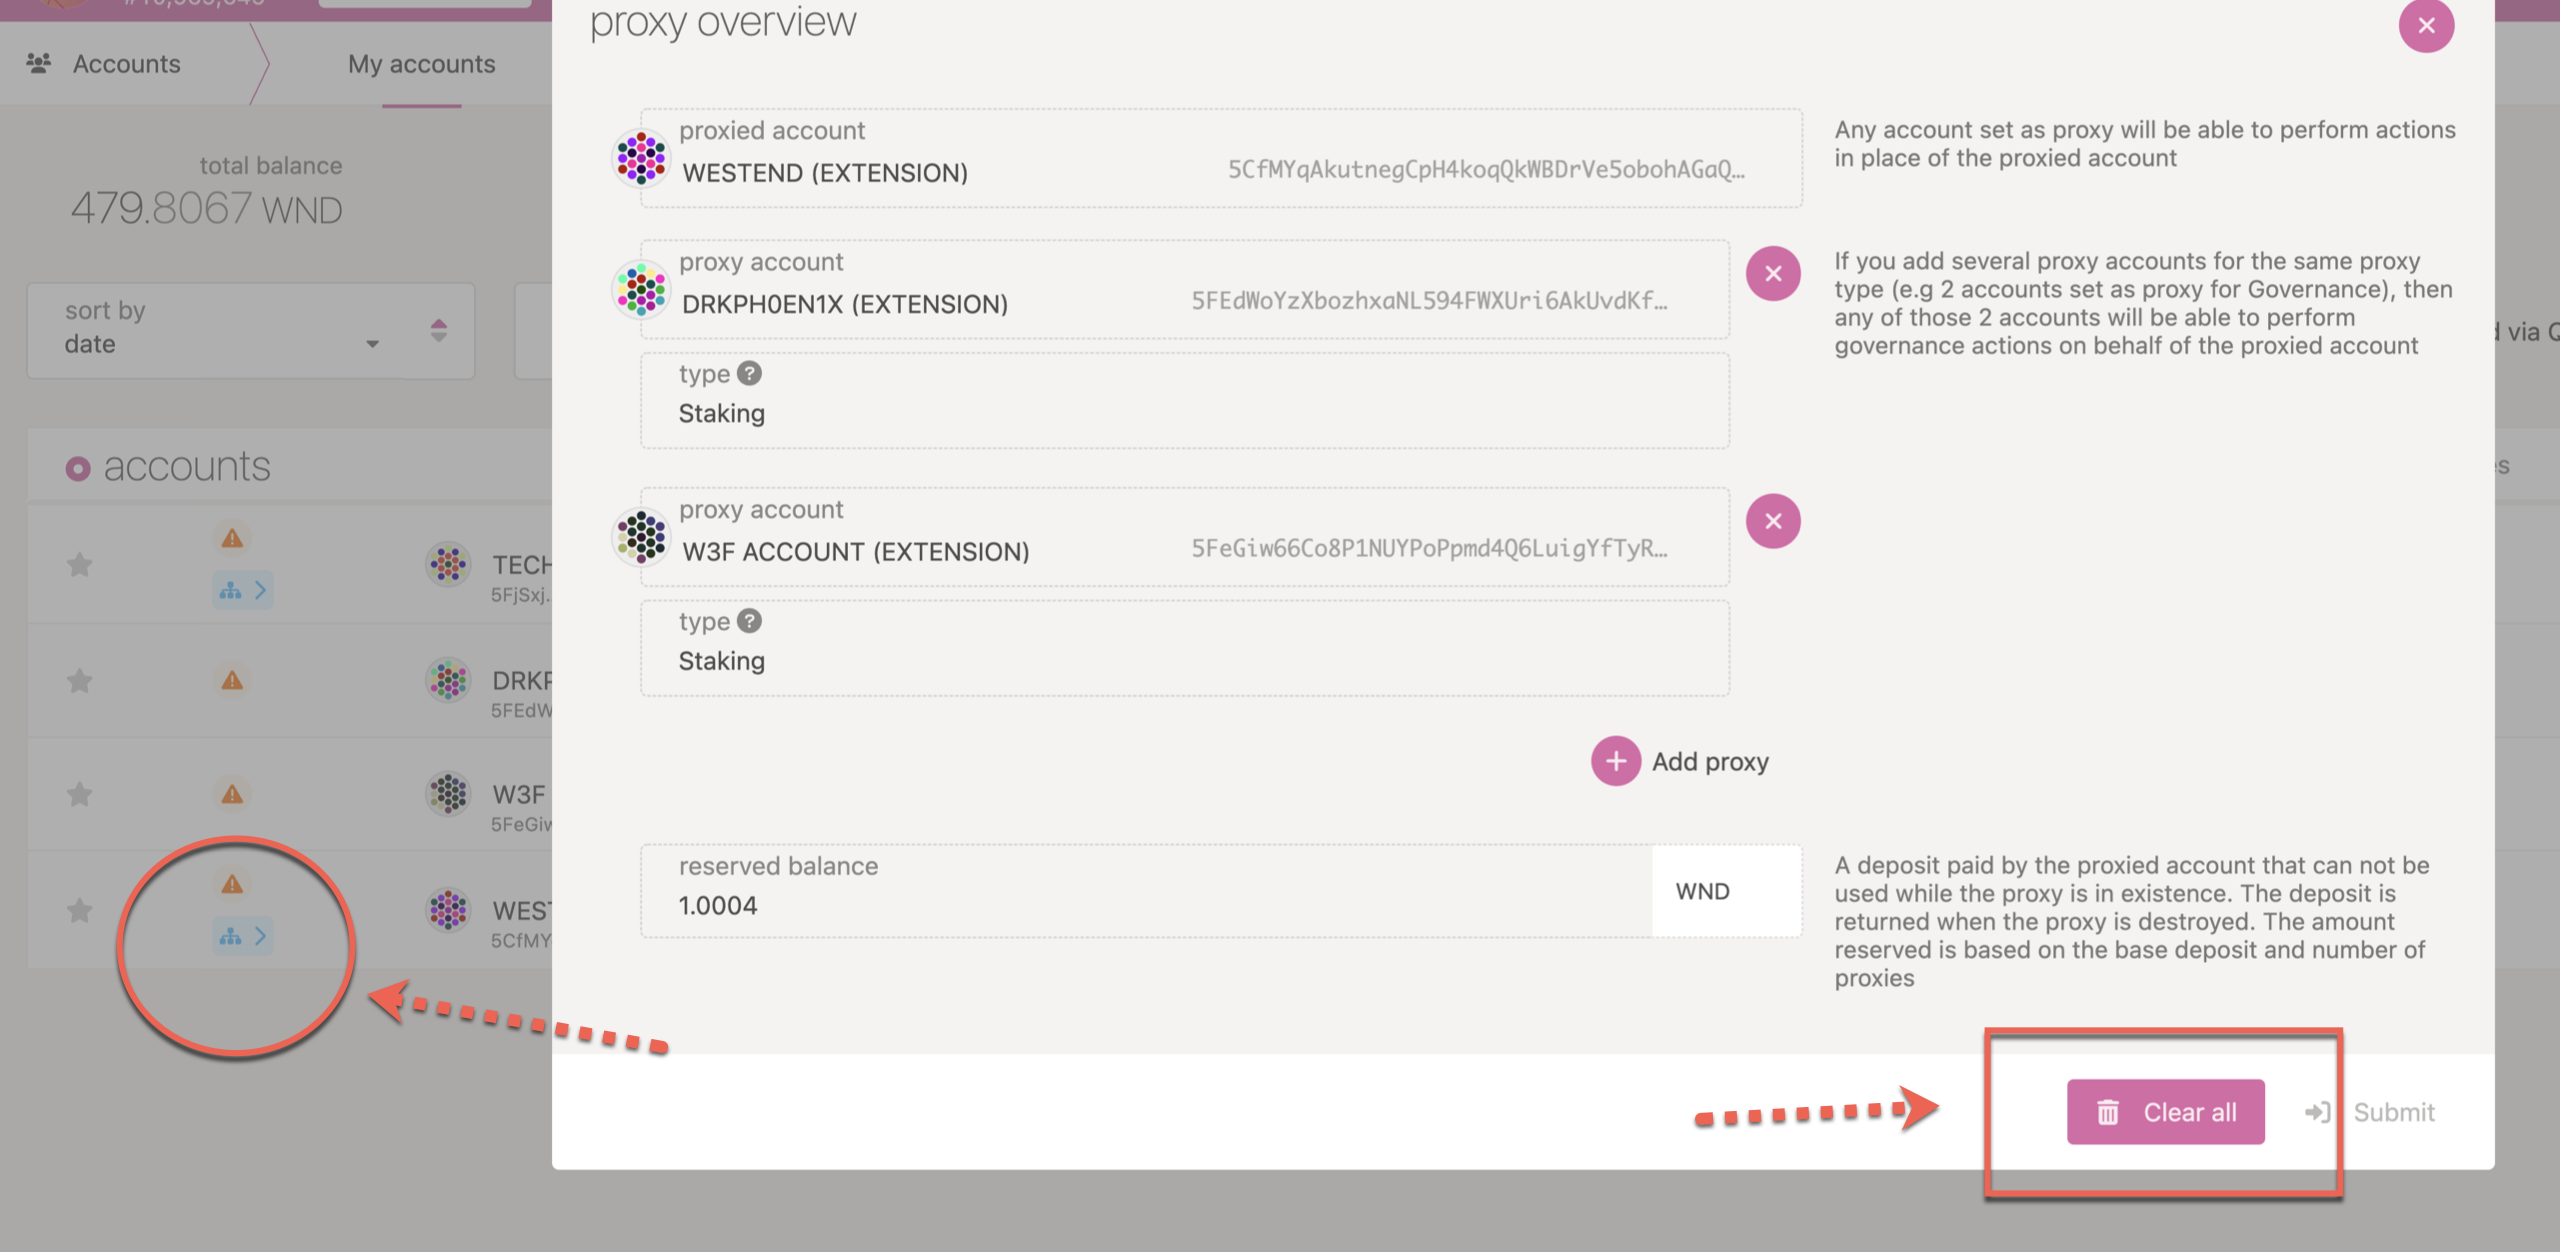 Accounts
My accounts
total balance
479.8067 WND
sort by
date
accounts
TECH
5FjSxj.
DRKP
5FEdW
W3F
5FeGiw
WEST
5CfMY
proxy overview
proxied account
WESTEND (EXTENSION)
5CfMYqAkutnegCpH4koqQkWBDrVe5obohAGaQ…
Any account set as proxy will be able to perform actions
in place of the proxied account
proxy account
DRKPH0EN1X (EXTENSION)
5FEdWoYzXbozhxaNL594FWXUri6AkUvdKf…
If you add several proxy accounts for the same proxy
type (e.g 2 accounts set as proxy for Governance), then
any of those 2 accounts will be able to perform
governance actions on behalf of the proxied account
type ?
Staking
proxy account
W3F ACCOUNT (EXTENSION)
5FeGiw66Co8P1NUYPoPpmd4Q6LuigYfTyR…
type ?
Staking
Add proxy
reserved balance
1.0004
WND
A deposit paid by the proxied account that can not be
used while the proxy is in existence. The deposit is
returned when the proxy is destroyed. The amount
reserved is based on the base deposit and number of
proxies
Clear all
Submit
via Q